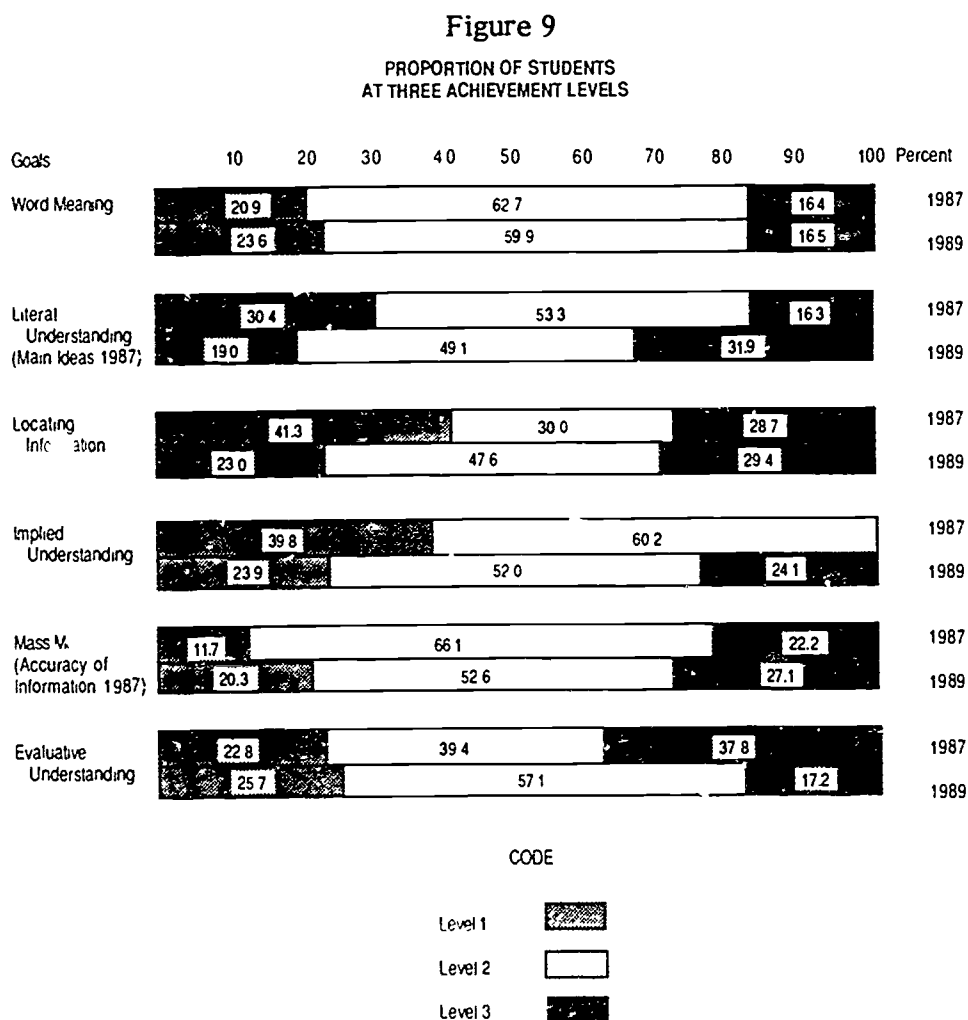 Figure 9
PROPORTION OF STUDENTS
AT THREE ACHIEVEMENT LEVELS
Goals 10 20 30 40 50 60 70 80 90 100 Percent
Word Meaning 20 9 62 7 16 4 1987
23 6 59 9 16 5 1989
Literal 30 4 53 3 16 3 1987
Understanding
(Main Ideas 1987) 19 0 49 1 31.9 1989
Locating 41.3 30 0 28 7 1987
23 0 47 6 29 4 1989
Implied 39 8 60 2 1987
Understanding
23 9 52 0 24 1 1989
Mass 11.7 66 1 22.2 1987
(Accuracy of
Information 1987) 20.3 52 6 27.1 1989
Evaluative 22 8 39 4 37 8 1987
Understanding 25 7 57 1 17.2 1989
CODE
Level 1
Level 2
Level 3